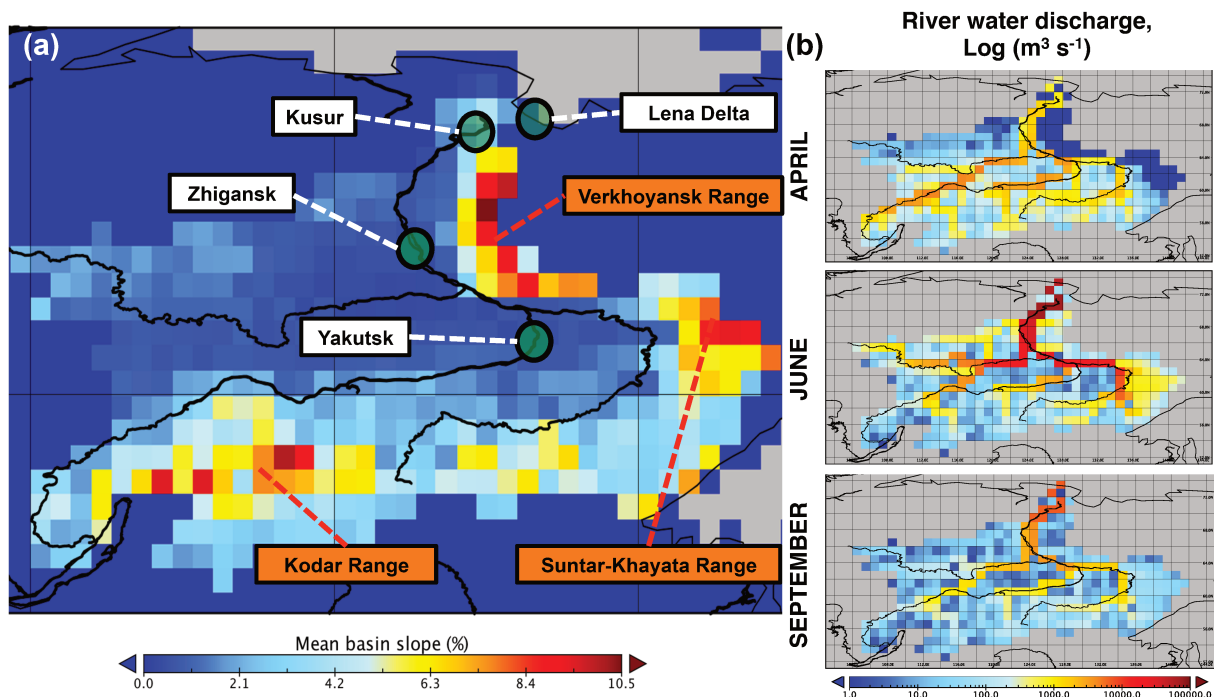 (a)
Kusur
Lena Delta
Zhigansk
Verkhoyansk Range
Yakutsk
Kodar Range
Suntar-Khayata Range
Mean basin slope (%)
0.0 2.1 4.2 6.3 8.4 10.5
(b)
River water discharge,
Log (m³ s⁻¹)
APRIL
JUNE
SEPTEMBER
1.0 10.0 100.0 1000.0 10000.0 100000.0